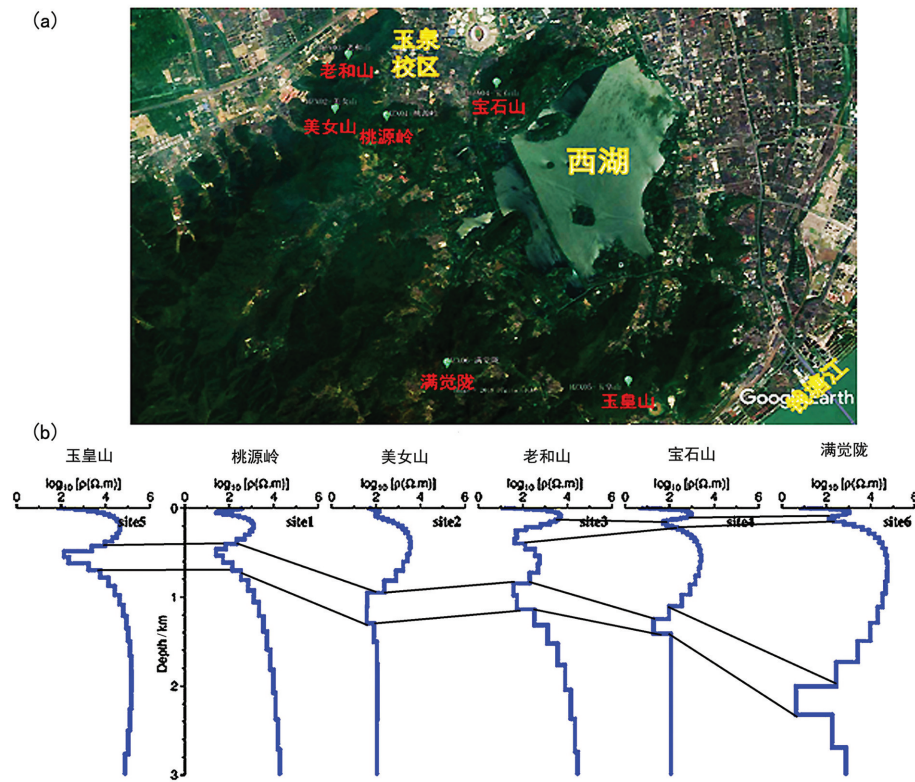 (a)
玉泉
校区
老和山
宝石山
美女山
桃源岭
西湖
满觉陇
玉皇山
钱塘江
Google Earth
(b)
玉皇山 桃源岭 美女山 老和山 宝石山 满觉陇
log10 [ρ(Ω.m)] log10 [ρ(Ω.m)] log10 [ρ(Ω.m)] log10 [ρ(Ω.m)] log10 [ρ(Ω.m)] log10 [ρ(Ω.m)]
0 2 4 6 0 2 4 6 0 2 4 6 0 2 4 6 0 2 4 6 0 2 4 6
site5 site1 site2 site3 site4 site6
0
1
2
3
Depth/km